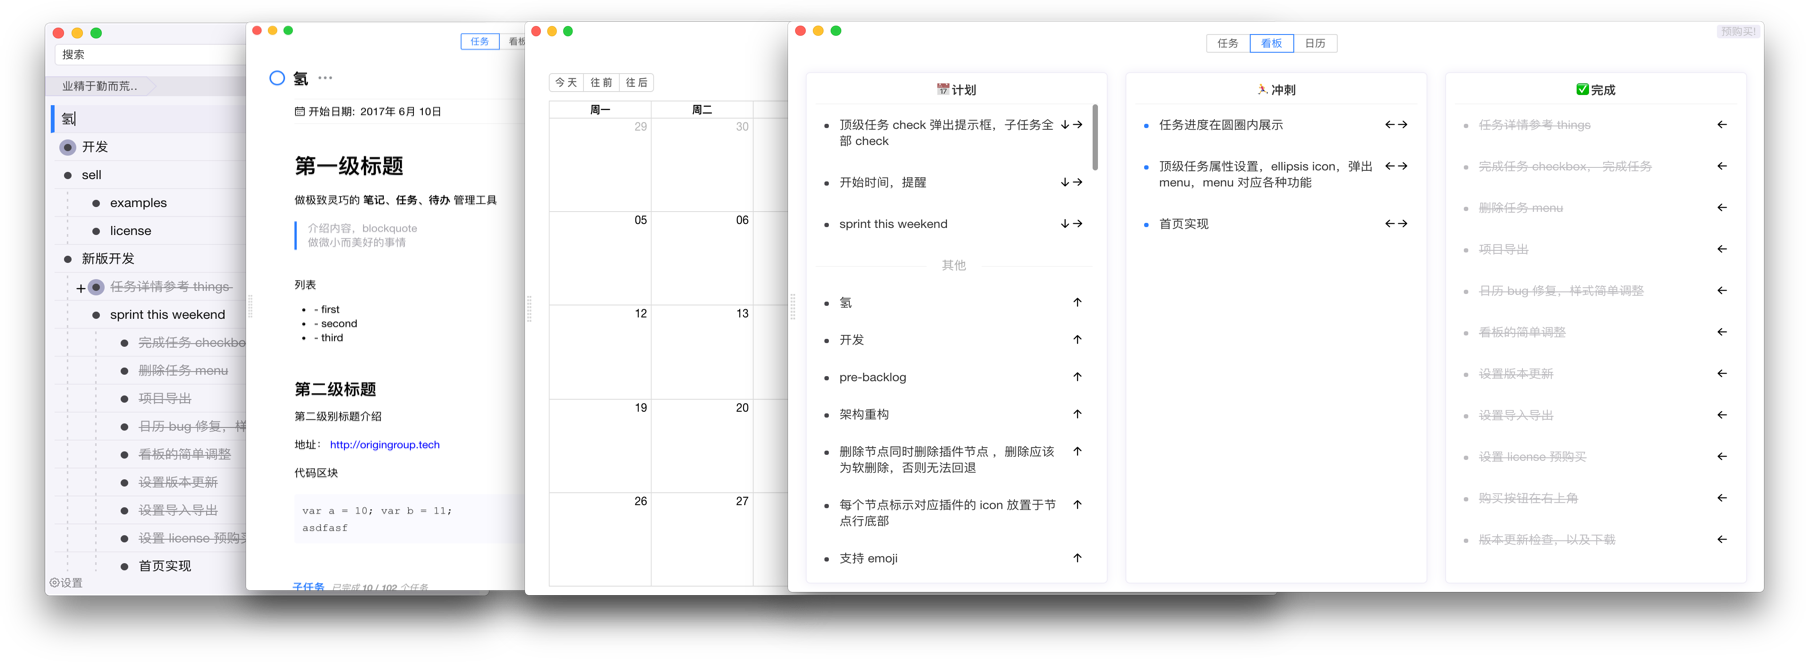 搜索
业精于勤而荒..
氢
开发
sell
examples
license
新版开发
任务详情参考 things
sprint this weekend
完成任务 checkbo
删除任务 menu
项目导出
日历 bug 修复，样
看板的简单调整
设置版本更新
设置导入导出
设置 license 预购买
首页实现
设置
任务
看板
氢 ···
开始日期: 2017年 6月 10日
第一级标题
做极致灵巧的 笔记、任务、待办 管理工具
介绍内容，blockquote
做微小而美好的事情
列表
- first
- second
- third
第二级标题
第二级别标题介绍
地址： http://origingroup.tech
代码区块
var a = 10; var b = 11;
asdfasf
子任务 已完成 10 / 102 个任务
今天 往前 往后
周一 周二
29 30
05 06
12 13
19 20
26 27
预购买!
任务 看板 日历
计划
顶级任务 check 弹出提示框，子任务全
部 check
开始时间，提醒
sprint this weekend
其他
氢
开发
pre-backlog
架构重构
删除节点同时删除插件节点 ，删除应该
为软删除，否则无法回退
每个节点标示对应插件的 icon 放置于节
点行底部
支持 emoji
冲刺
任务进度在圆圈内展示
顶级任务属性设置，ellipsis icon，弹出
menu，menu 对应各种功能
首页实现
完成
任务详情参考 things
完成任务 checkbox， 完成任务
删除任务 menu
项目导出
日历 bug 修复，样式简单调整
看板的简单调整
设置版本更新
设置导入导出
设置 license 预购买
购买按钮在右上角
版本更新检查，以及下载